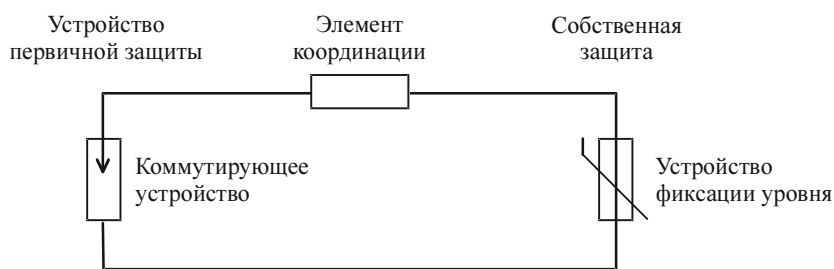 Устройство
первичной защиты
Элемент
координации
Собственная
защита
Коммутирующее
устройство
Устройство
фиксации уровня